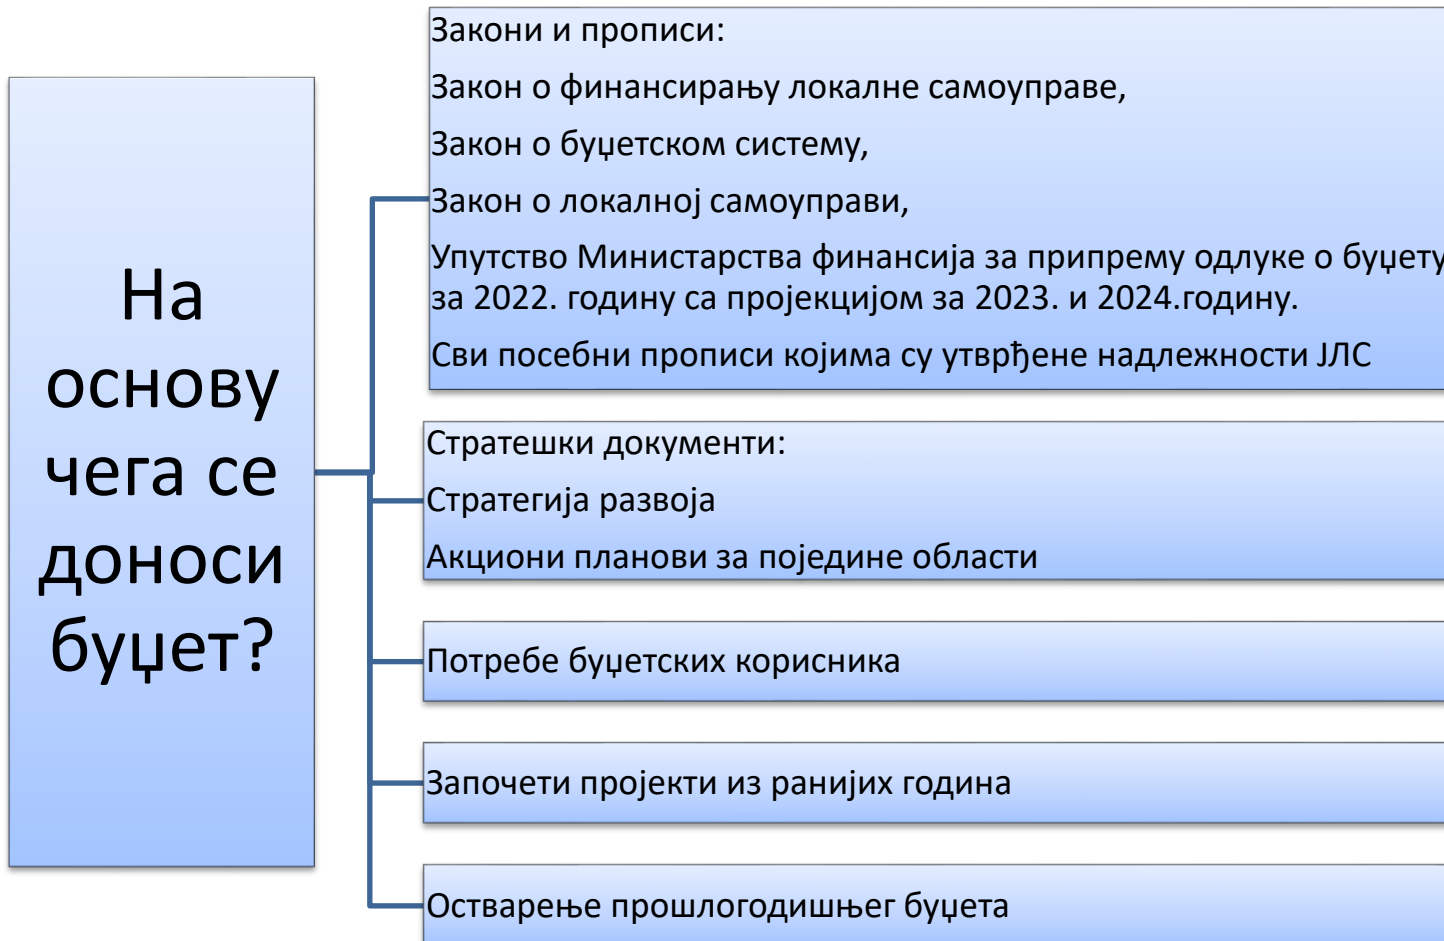 На
основу
чега се
доноси
буџет?
Закони и прописи:
Закон о финансирању локалне самоуправе,
Закон о буџетском систему,
Закон о локалној самоуправи,
Упутство Министарства финансија за припрему одлуке о буџету
за 2022. годину са пројекцијом за 2023. и 2024.годину.
Сви посебни прописи којима су утврђене надлежности ЈЛС
Стратешки документи:
Стратегија развоја
Акциони планови за поједине области
Потребе буџетских корисника
Започети пројекти из ранијих година
Остварење прошлогодишњег буџета